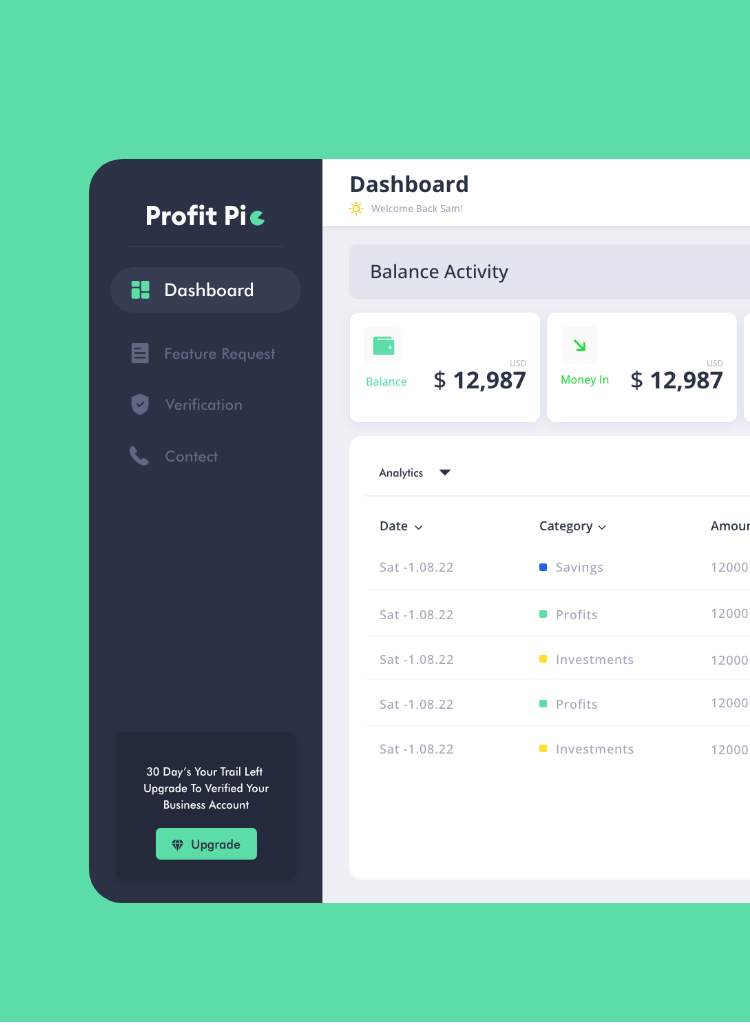 Profit Pie
Dashboard
Feature Request
Verification
Contect
30 Day's Your Trail Left
Upgrade To Verified Your
Business Account
Upgrade
Dashboard
Welcome Back Sam!
Balance Activity
Balance
USD
$ 12,987
Money In
USD
$ 12,987
Analytics
Date Category Amoun
Sat -1.08.22 Savings 12000
Sat -1.08.22 Profits 12000
Sat -1.08.22 Investments 12000
Sat -1.08.22 Profits 12000
Sat -1.08.22 Investments 12000